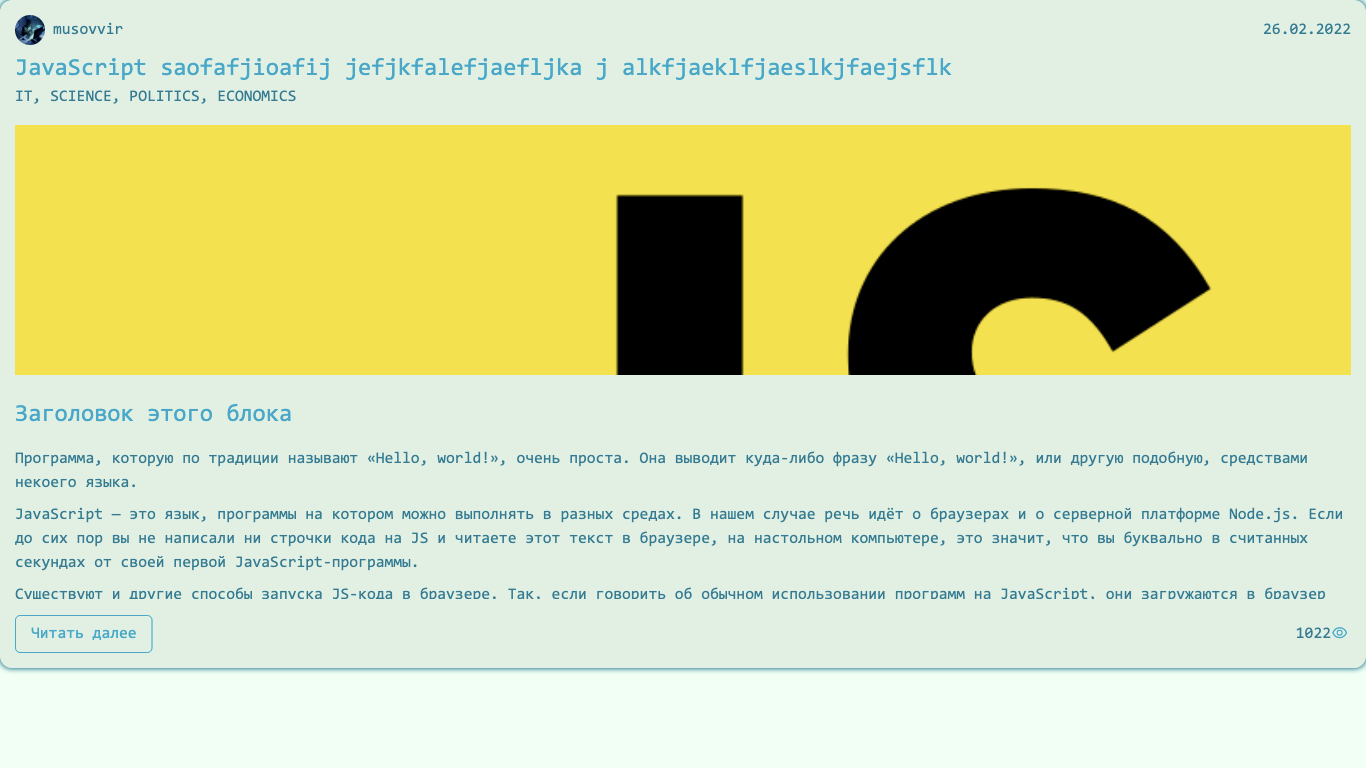 musovvir
26.02.2022
JavaScript saofafjioafij jefjkfalefjaefljka j alkfjaeklfjaeslkjfaejsflk
IT, SCIENCE, POLITICS, ECONOMICS
JS
Заголовок этого блока
Программа, которую по традиции называют «Hello, world!», очень проста. Она выводит куда-либо фразу «Hello, world!», или другую подобную, средствами
некоего языка.
JavaScript — это язык, программы на котором можно выполнять в разных средах. В нашем случае речь идёт о браузерах и о серверной платформе Node.js. Если
до сих пор вы не написали ни строчки кода на JS и читаете этот текст в браузере, на настольном компьютере, это значит, что вы буквально в считанных
секундах от своей первой JavaScript-программы.
Существуют и другие способы запуска JS-кода в браузере. Так, если говорить об обычном использовании программ на JavaScript, они загружаются в браузер
Читать далее
1022